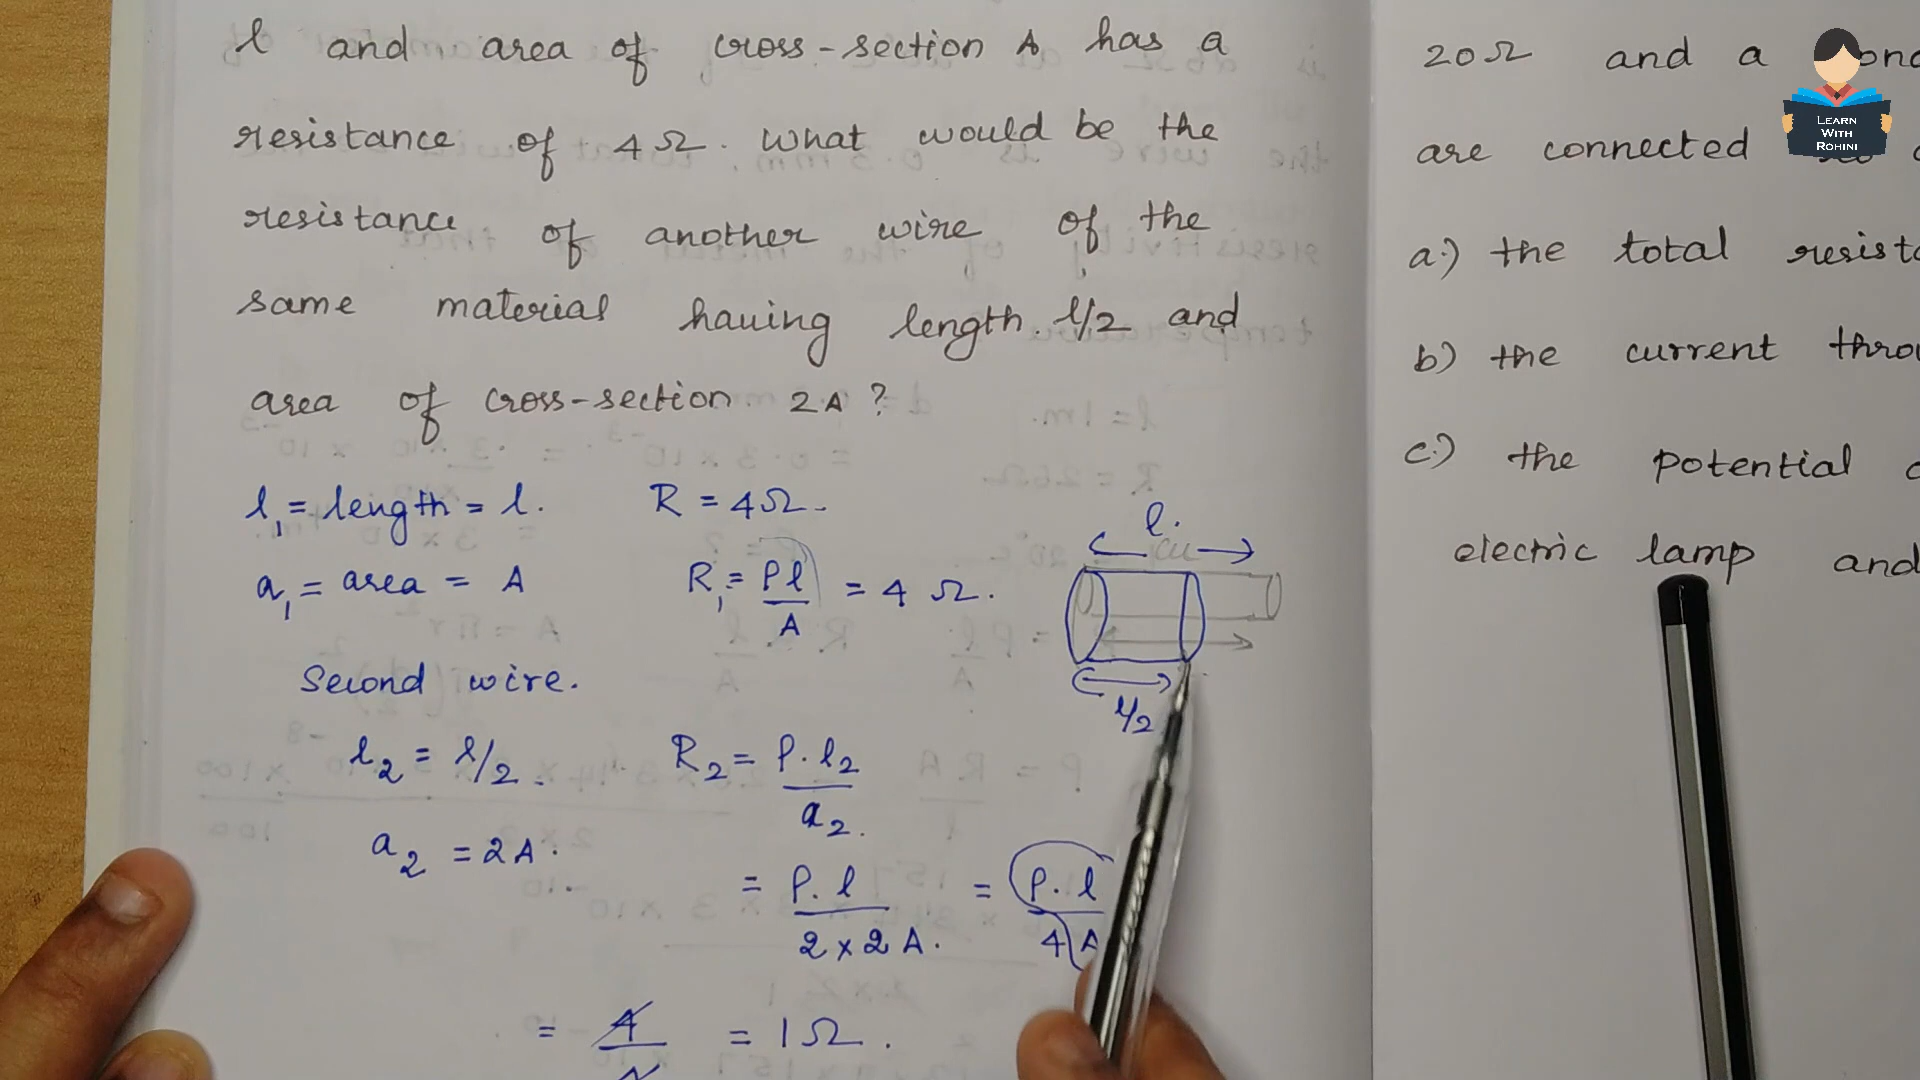 l and area of cross-section A has a
resistance of 4Ω. What would be the
resistance of another wire of the
same material having length l/2 and
area of cross-section 2A?
l₁ = length = l. R = 4Ω.
a₁ = area = A R₁ = ρl/A = 4 Ω.
l.
Cu
l/2
Second wire.
l₂ = l/2. R₂ = ρ.l₂/a₂.
a₂ = 2A.
= ρ.l/2×2A. = ρ.l/4A
= 4/ = 1Ω.
20Ω and a
are connected
a.) the total
b) the current
c.) the potential
electric lamp and
LEARN
WITH
ROHINI